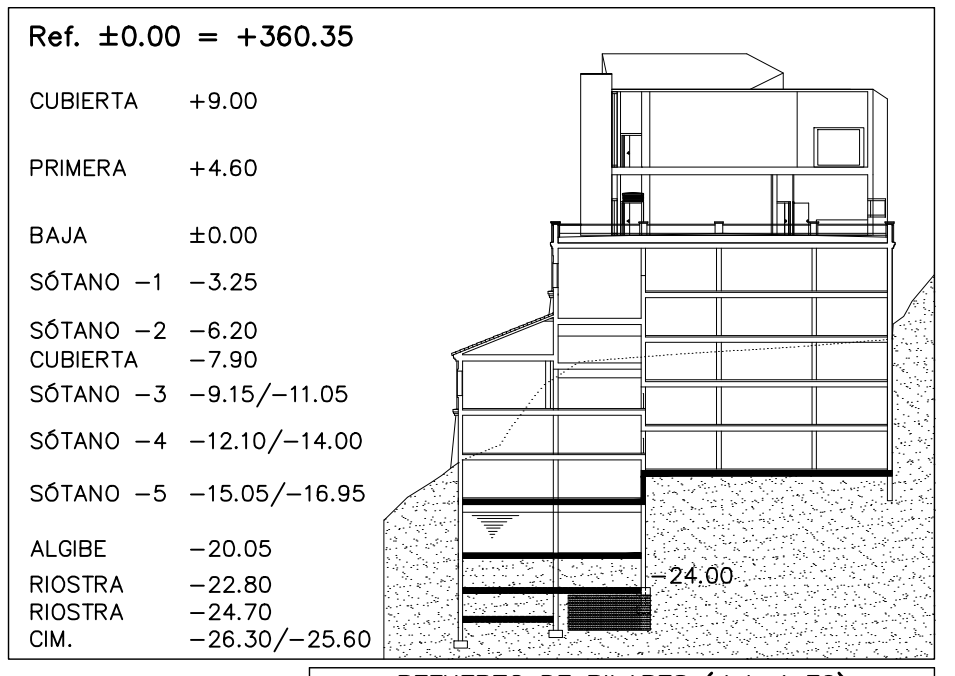 Ref. ±0.00 = +360.35
CUBIERTA +9.00
PRIMERA +4.60
BAJA ±0.00
SÓTANO −1 −3.25
SÓTANO −2 −6.20
CUBIERTA −7.90
SÓTANO −3 −9.15/−11.05
SÓTANO −4 −12.10/−14.00
SÓTANO −5 −15.05/−16.95
ALGIBE −20.05
−24.00
RIOSTRA −22.80
RIOSTRA −24.70
CIM. −26.30/−25.60